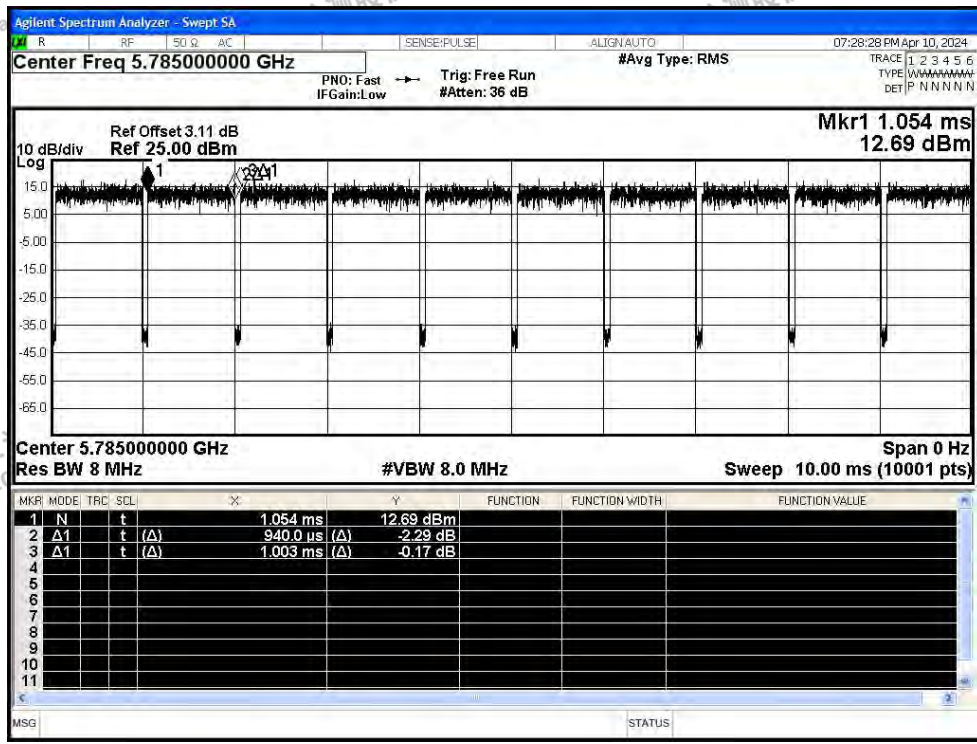 Agilent Spectrum Analyzer - Swept SA
R RF 50 Ω AC SENSE:PULSE ALIGN AUTO 07:28:28 PM Apr 10, 2024
Center Freq 5.785000000 GHz
PNO: Fast
IFGain:Low
Trig: Free Run
#Atten: 36 dB
#Avg Type: RMS
TRACE 1 2 3 4 5 6
TYPE
DET P N N N N N
Mkr1 1.054 ms
12.69 dBm
Ref Offset 3.11 dB
10 dB/div Ref 25.00 dBm
Log
1
15.0
5.00
-5.00
-15.0
-25.0
-35.0
-45.0
-55.0
-65.0
Center 5.785000000 GHz Span 0 Hz
Res BW 8 MHz #VBW 8.0 MHz Sweep 10.00 ms (10001 pts)
MKR MODE TRC SCL X Y FUNCTION FUNCTION WIDTH FUNCTION VALUE
1 N t 1.054 ms 12.69 dBm
2 Δ1 t (Δ) 940.0 µs (Δ) -2.29 dB
3 Δ1 t (Δ) 1.003 ms (Δ) -0.17 dB
4
5
6
7
8
9
10
11
MSG STATUS